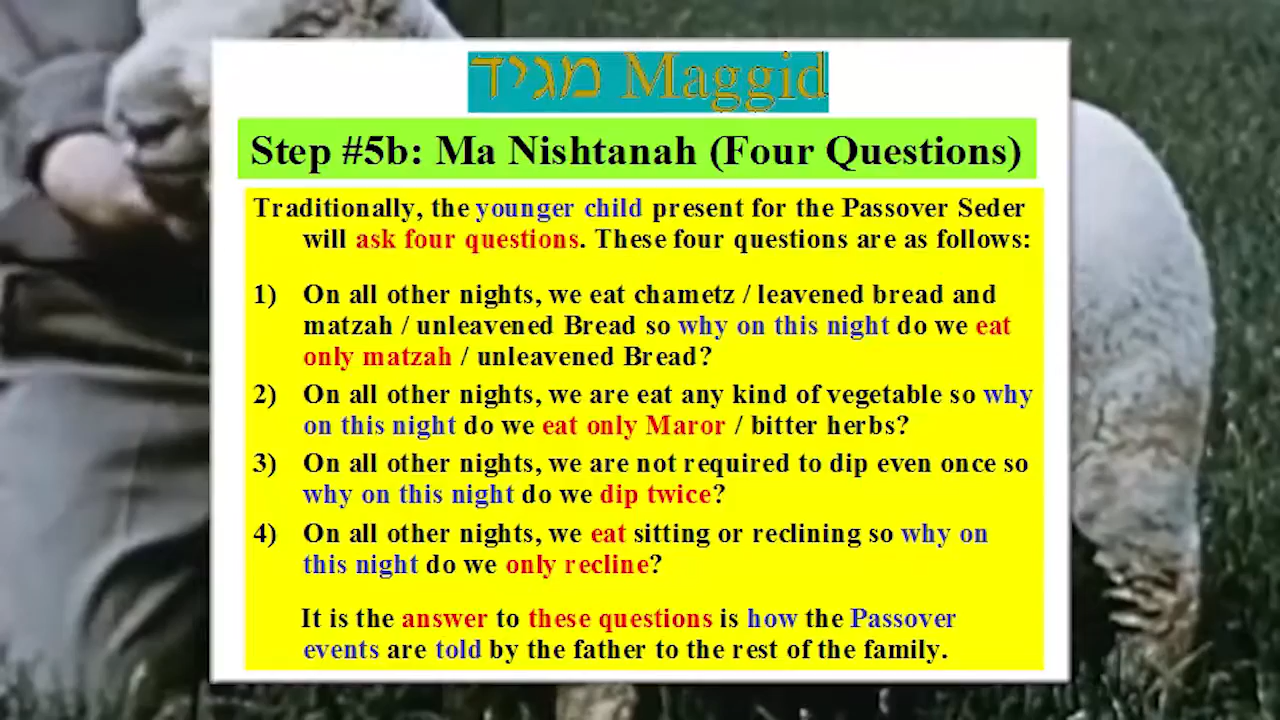 מגיד Maggid
Step #5b: Ma Nishtanah (Four Questions)
Traditionally, the younger child present for the Passover Seder
will ask four questions. These four questions are as follows:
1) On all other nights, we eat chametz / leavened bread and
matzah / unleavened Bread so why on this night do we eat
only matzah / unleavened Bread?
2) On all other nights, we are eat any kind of vegetable so why
on this night do we eat only Maror / bitter herbs?
3) On all other nights, we are not required to dip even once so
why on this night do we dip twice?
4) On all other nights, we eat sitting or reclining so why on
this night do we only recline?
It is the answer to these questions is how the Passover
events are told by the father to the rest of the family.